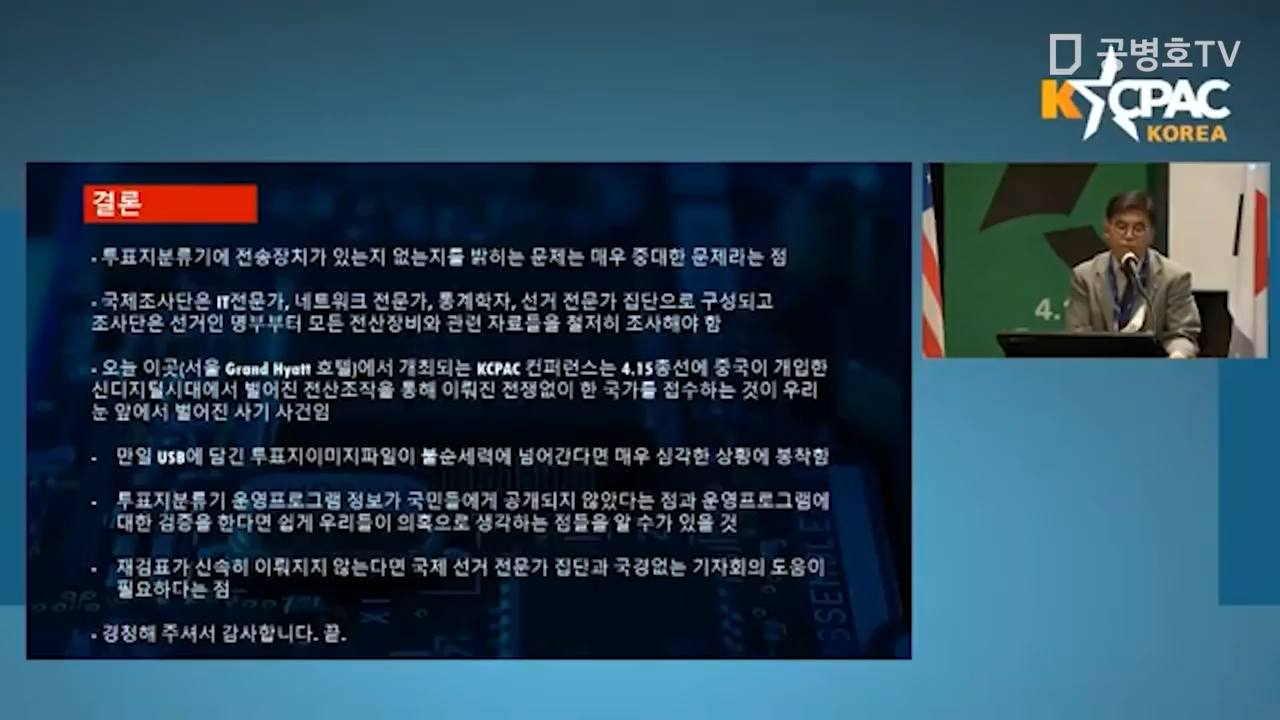 공병호TV
KCPAC
KOREA
결론
- 투표지분류기에 전송장치가 있는지 없는지를 밝히는 문제는 매우 중대한 문제라는 점
- 국제조사단은 IT전문가, 네트워크 전문가, 통계학자, 선거 전문가 집단으로 구성되고
조사단은 선거인 명부부터 모든 전산장비와 관련 자료들을 철저히 조사해야 함
- 오늘 이곳(서울 Grand Hyatt 호텔)에서 개최되는 KCPAC 컨퍼런스는 4.15총선에 중국이 개입한
신디지털시대에서 벌어진 전산조작을 통해 이뤄진 전쟁없이 한 국가를 접수하는 것이 우리
눈 앞에서 벌어진 사기 사건임
- 만일 USB에 담긴 투표지이미지파일이 불순세력에 넘어간다면 매우 심각한 상황에 봉착함
- 투표지분류기 운영프로그램 정보가 국민들에게 공개되지 않았다는 점과 운영프로그램에
대한 검증을 한다면 쉽게 우리들이 의혹으로 생각하는 점들을 알 수가 있을 것
- 재검표가 신속히 이뤄지지 않는다면 국제 선거 전문가 집단과 국경없는 기자회의 도움이
필요하다는 점
- 경청해 주셔서 감사합니다. 끝.
4.